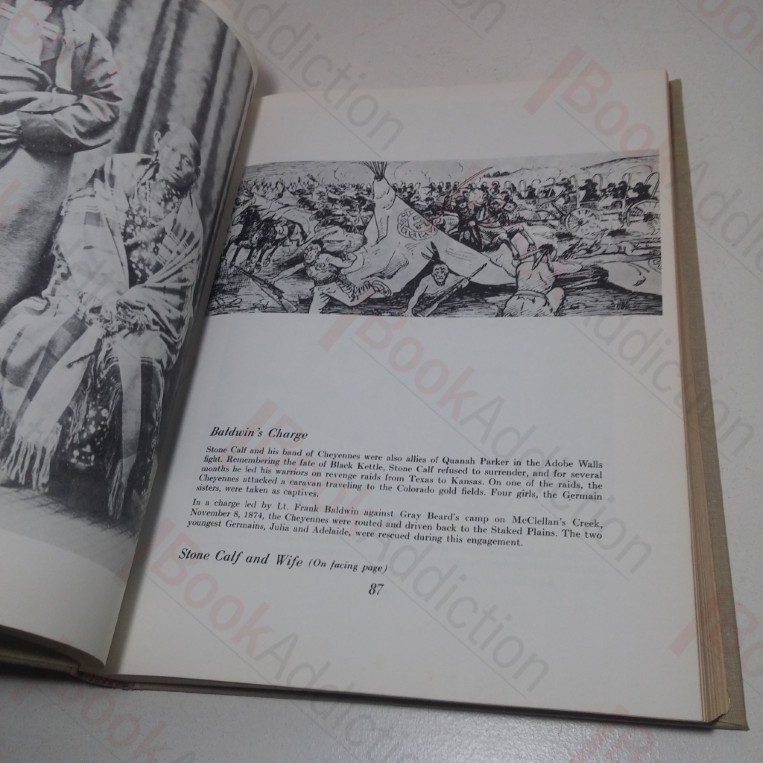 Baldwin's Charge
Stone Calf and his band of Cheyennes were also allies of Quanah Parker in the Adobe Walls
fight. Remembering the fate of Black Kettle, Stone Calf refused to surrender, and for several
months he led his warriors on revenge raids from Texas to Kansas. On one of the raids, the
Cheyennes attacked a caravan traveling to the Colorado gold fields. Four girls, the Germain
sisters, were taken as captives.
In a charge led by Lt. Frank Baldwin against Gray Beard's camp on McClellan's Creek,
November 8, 1874, the Cheyennes were routed and driven back to the Staked Plains. The two
youngest Germains, Julia and Adelaide, were rescued during this engagement.
Stone Calf and Wife (On facing page)
87
BookAddiction
BookAddiction
BookAddiction
BookAddiction
BookAddiction